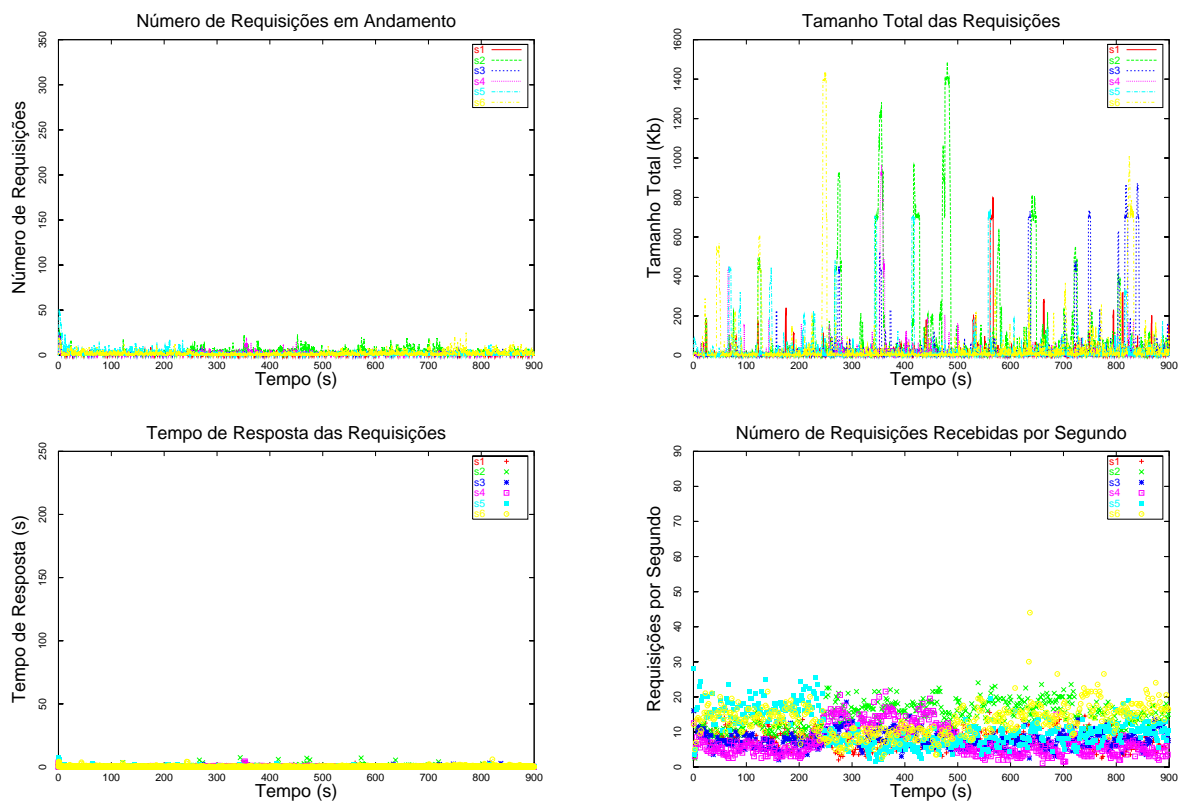 Número de Requisições em Andamento
350
300
250
200
150
100
50
0
Número de Requisições
s1
s2
s3
s4
s5
s6
0 100 200 300 400 500 600 700 800 900
Tempo (s)
Tamanho Total das Requisições
1600
1400
1200
1000
800
600
400
200
0
Tamanho Total (Kb)
s1
s2
s3
s4
s5
s6
0 100 200 300 400 500 600 700 800 900
Tempo (s)
Tempo de Resposta das Requisições
250
200
150
100
50
0
Tempo de Resposta (s)
s1
s2
s3
s4
s5
s6
0 100 200 300 400 500 600 700 800 900
Tempo (s)
Número de Requisições Recebidas por Segundo
90
80
70
60
50
40
30
20
10
0
Requisições por Segundo
s1
s2
s3
s4
s5
s6
0 100 200 300 400 500 600 700 800 900
Tempo (s)